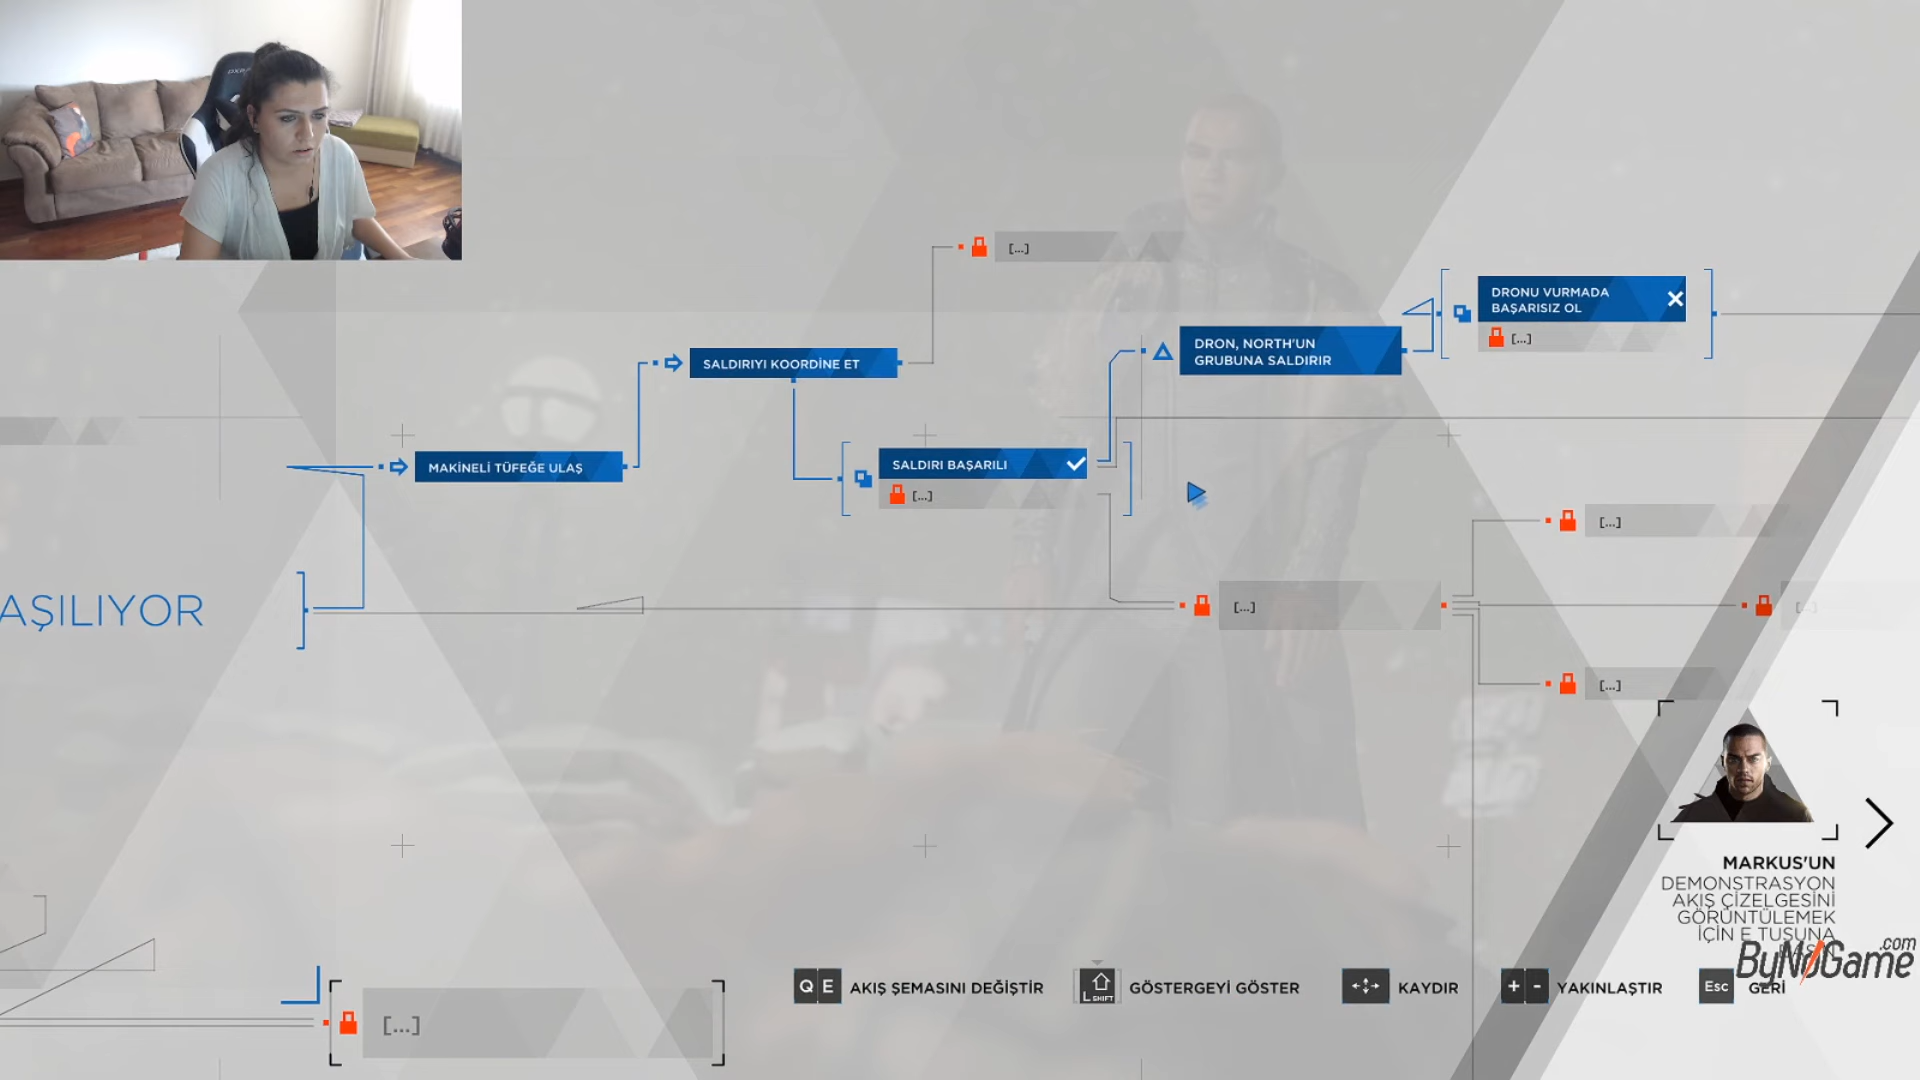 [...]
DRONU VURMADA
BAŞARISIZ OL
[...]
DRON, NORTH'UN
GRUBUNA SALDIRIR
SALDIRIYI KOORDİNE ET
SALDIRI BAŞARILI
[...]
MAKİNELİ TÜFEĞE ULAŞ
[...]
AŞILIYOR
[...]
[...]
[...]
MARKUS'UN
DEMONSTRASYON
AKIŞ ÇİZELGESİNİ
GÖRÜNTÜLEMEK
İÇİN E TUŞUNA
ByNoGame.com
Q E AKIŞ ŞEMASINI DEĞİŞTİR
L SHIFT GÖSTERGEYİ GÖSTER
KAYDIR
+ - YAKINLAŞTIR
Esc GERİ
[...]